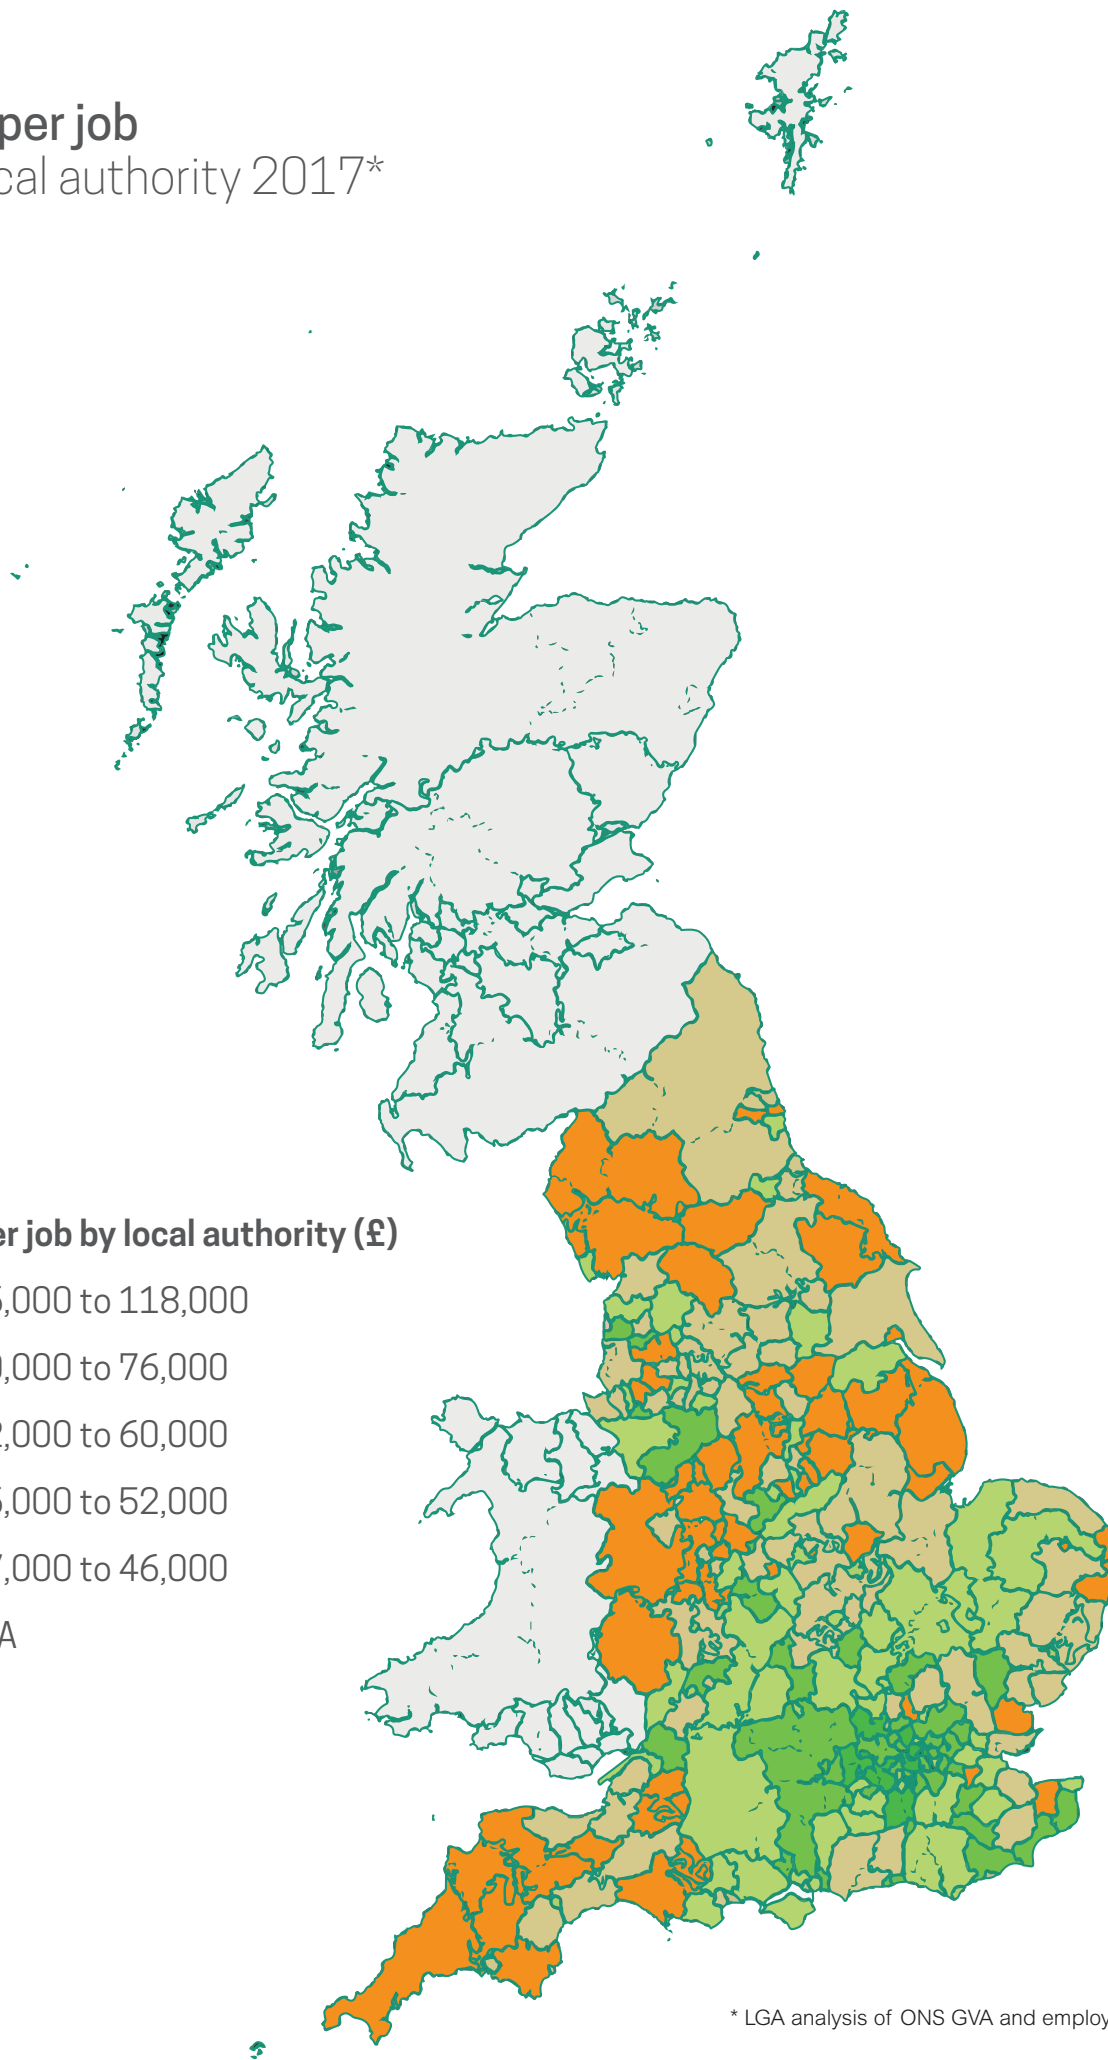 per job
cal authority 2017*
er job by local authority (£)
,000 to 118,000
,000 to 76,000
,000 to 60,000
,000 to 52,000
,000 to 46,000
A
* LGA analysis of ONS GVA and employ